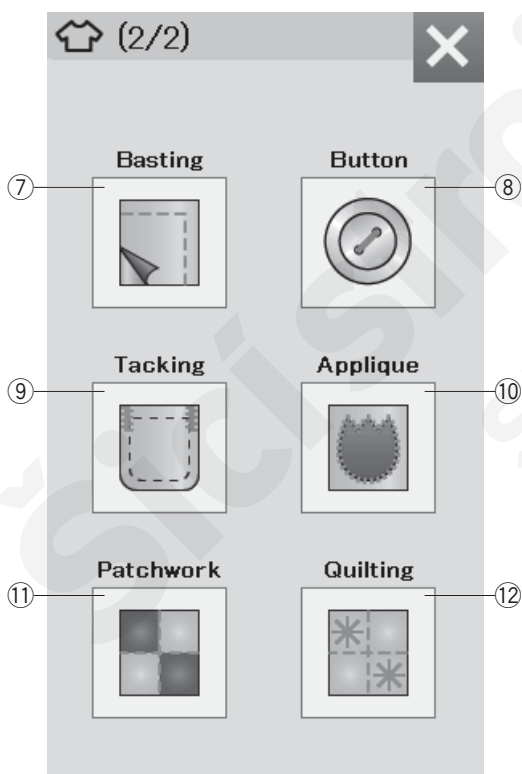 (2/2)
Basting Button
⑦ ⑧
Tacking Applique
⑨ ⑩
Patchwork Quilting
⑪ ⑫